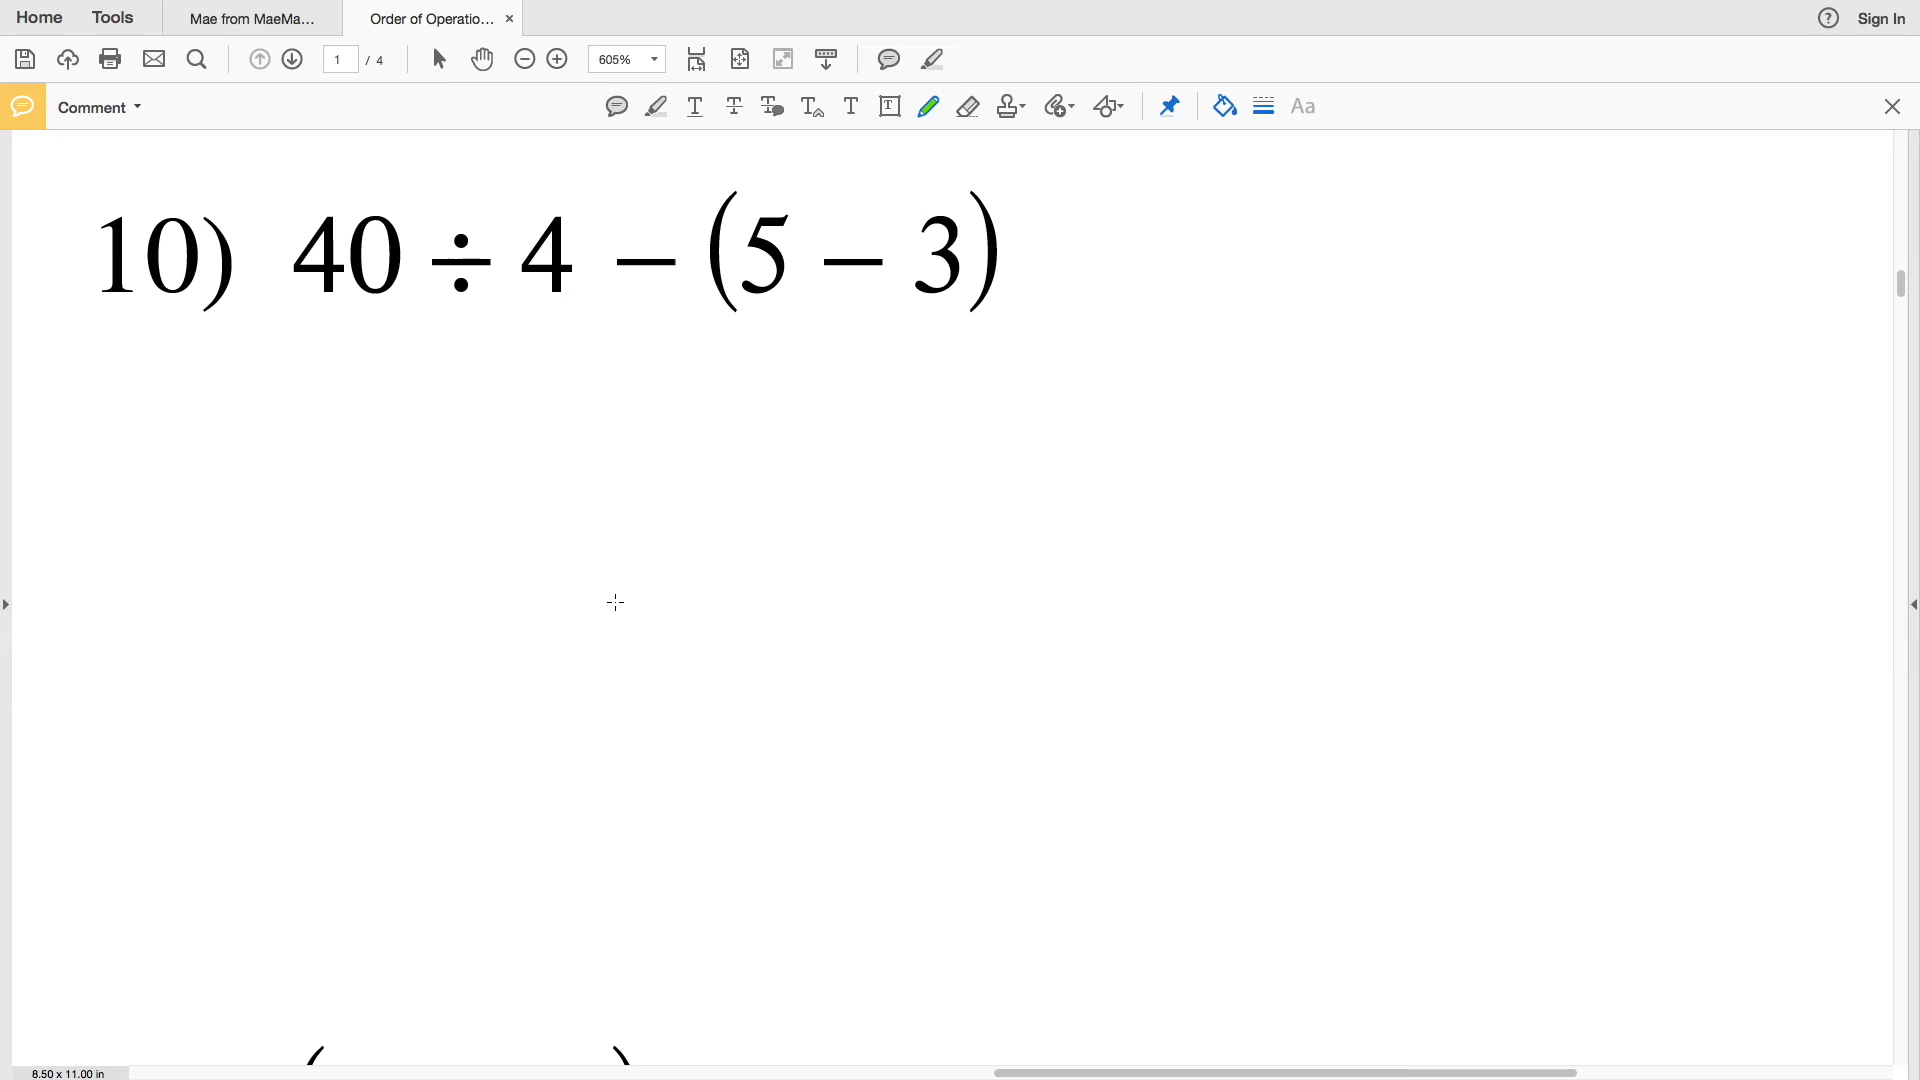 Home Tools Mae from MaeMa... Order of Operatio... × ? Sign In
1 / 4 605%
Comment T T T T T T Aa
10) 40 ÷ 4 − (5 − 3)
( )
8.50 x 11.00 in